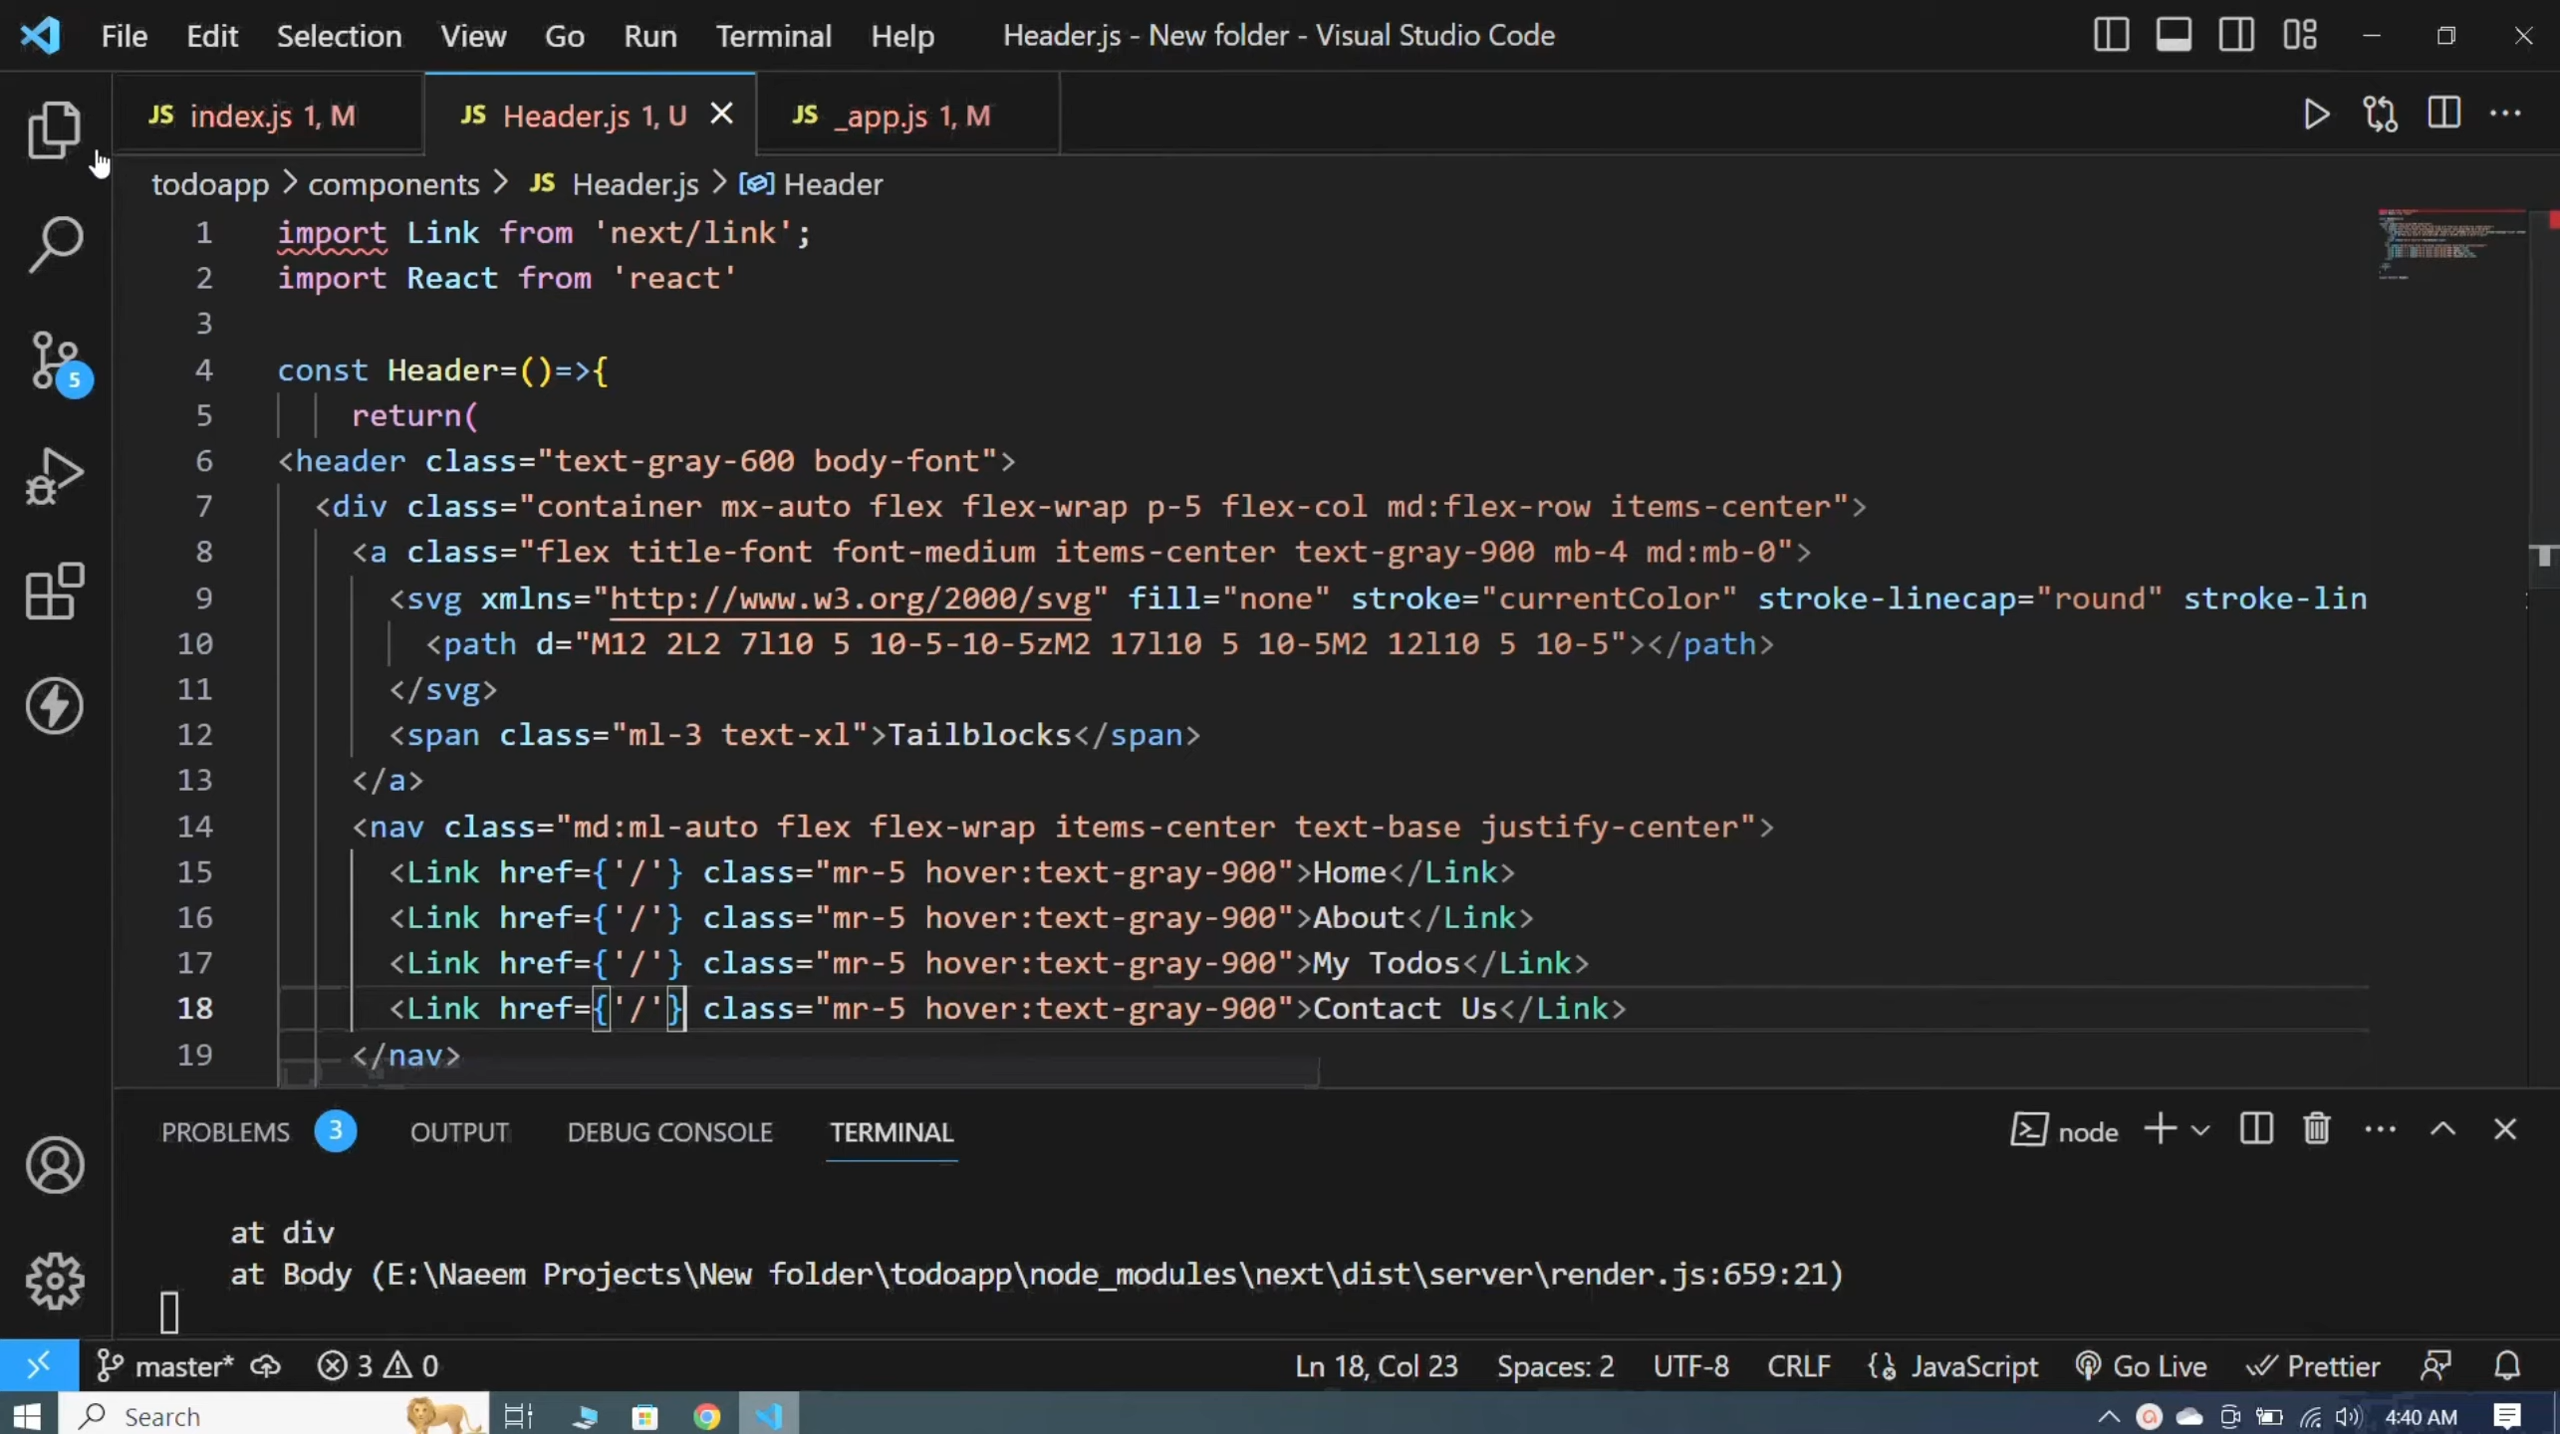 File Edit Selection View Go Run Terminal Help Header.js - New folder - Visual Studio Code
JS index.js 1, M JS Header.js 1, U JS _app.js 1, M
todoapp > components > JS Header.js > Header
1 import Link from 'next/link';
2 import React from 'react'
3
4 const Header=()=>{
5 return(
6 <header class="text-gray-600 body-font">
7 <div class="container mx-auto flex flex-wrap p-5 flex-col md:flex-row items-center">
8 <a class="flex title-font font-medium items-center text-gray-900 mb-4 md:mb-0">
9 <svg xmlns="http://www.w3.org/2000/svg" fill="none" stroke="currentColor" stroke-linecap="round" stroke-lin
10 <path d="M12 2L2 7l10 5 10-5-10-5zM2 17l10 5 10-5M2 12l10 5 10-5"></path>
11 </svg>
12 <span class="ml-3 text-xl">Tailblocks</span>
13 </a>
14 <nav class="md:ml-auto flex flex-wrap items-center text-base justify-center">
15 <Link href={'/'} class="mr-5 hover:text-gray-900">Home</Link>
16 <Link href={'/'} class="mr-5 hover:text-gray-900">About</Link>
17 <Link href={'/'} class="mr-5 hover:text-gray-900">My Todos</Link>
18 <Link href={'/'} class="mr-5 hover:text-gray-900">Contact Us</Link>
19 </nav>
5
PROBLEMS 3 OUTPUT DEBUG CONSOLE TERMINAL node
at div
at Body (E:\Naeem Projects\New folder\todoapp\node_modules\next\dist\server\render.js:659:21)
master* 3 0 Ln 18, Col 23 Spaces: 2 UTF-8 CRLF JavaScript Go Live Prettier
Search 4:40 AM